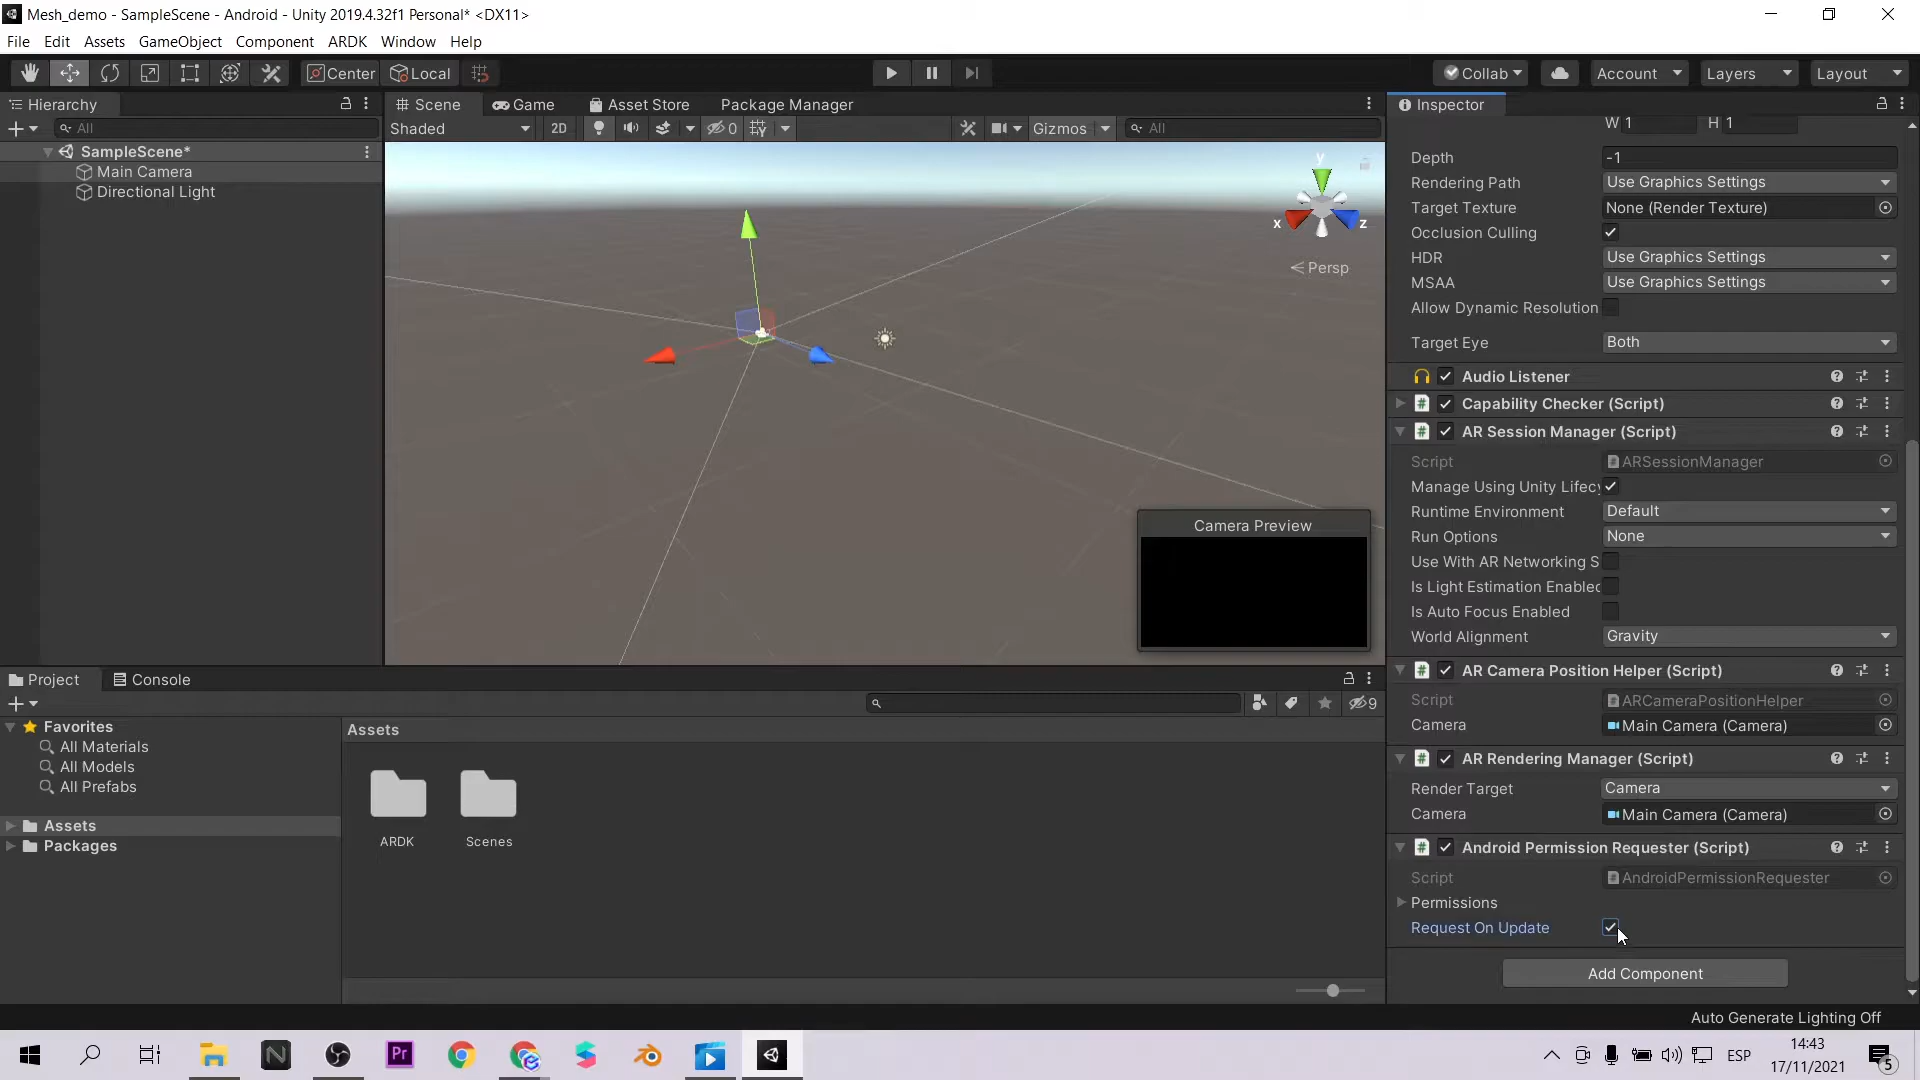 Mesh_demo - SampleScene - Android - Unity 2019.4.32f1 Personal* <DX11>
File Edit Assets GameObject Component ARDK Window Help
Center Local Collab Account Layers Layout
Hierarchy
All
SampleScene*
Main Camera
Directional Light
Scene Game Asset Store Package Manager
Shaded 2D 0 Gizmos All
y
x z
Persp
Camera Preview
Inspector
W 1 H 1
Depth -1
Rendering Path Use Graphics Settings
Target Texture None (Render Texture)
Occlusion Culling
HDR Use Graphics Settings
MSAA Use Graphics Settings
Allow Dynamic Resolution
Target Eye Both
Audio Listener
Capability Checker (Script)
AR Session Manager (Script)
Script ARSessionManager
Manage Using Unity Lifecy
Runtime Environment Default
Run Options None
Use With AR Networking S
Is Light Estimation Enabled
Is Auto Focus Enabled
World Alignment Gravity
AR Camera Position Helper (Script)
Script ARCameraPositionHelper
Camera Main Camera (Camera)
AR Rendering Manager (Script)
Render Target Camera
Camera Main Camera (Camera)
Android Permission Requester (Script)
Script AndroidPermissionRequester
Permissions
Request On Update
Add Component
Project Console
9
Favorites
All Materials
All Models
All Prefabs
Assets
Packages
Assets
ARDK Scenes
Auto Generate Lighting Off
N Pr ESP 14:43
17/11/2021 5